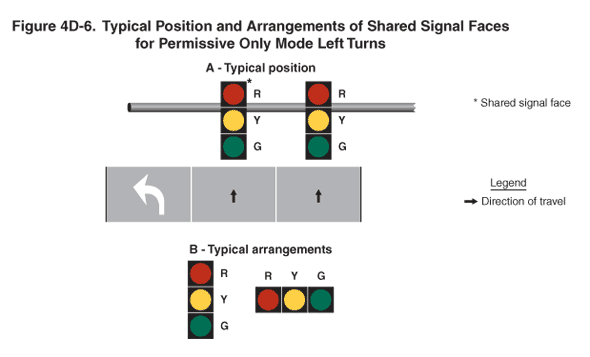 Figure 4D-6. Typical Position and Arrangements of Shared Signal Faces
for Permissive Only Mode Left Turns
A - Typical position
*
R R
* Shared signal face
Y Y
G G
Legend
Direction of travel
B - Typical arrangements
R
R Y G
Y
G